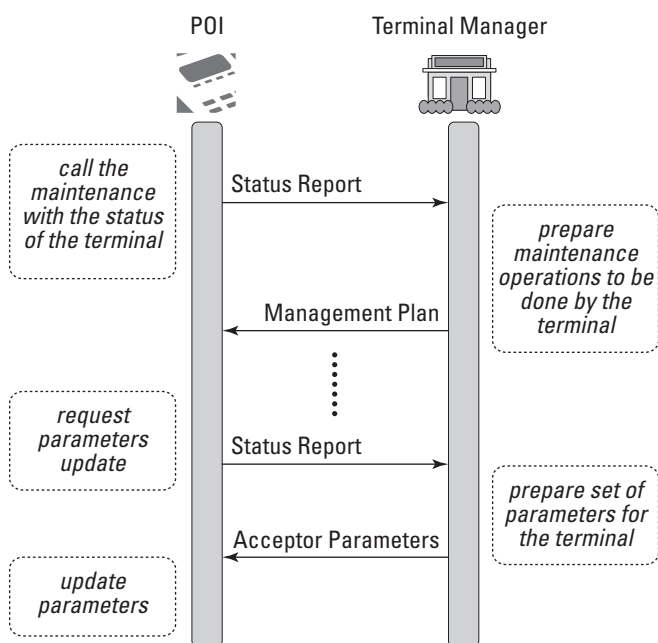 POI
Terminal Manager
call the
maintenance
with the status
of the terminal
Status Report
prepare
maintenance
operations to be
done by the
terminal
Management Plan
request
parameters
update
Status Report
prepare set of
parameters for
the terminal
Acceptor Parameters
update
parameters